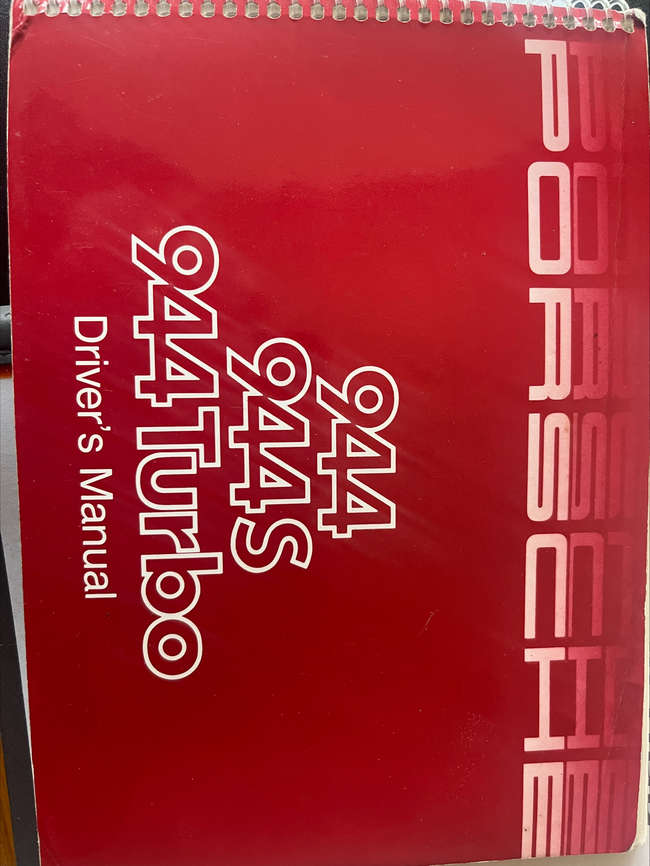 PORSCHE
944
944S
944Turbo
Driver's Manual